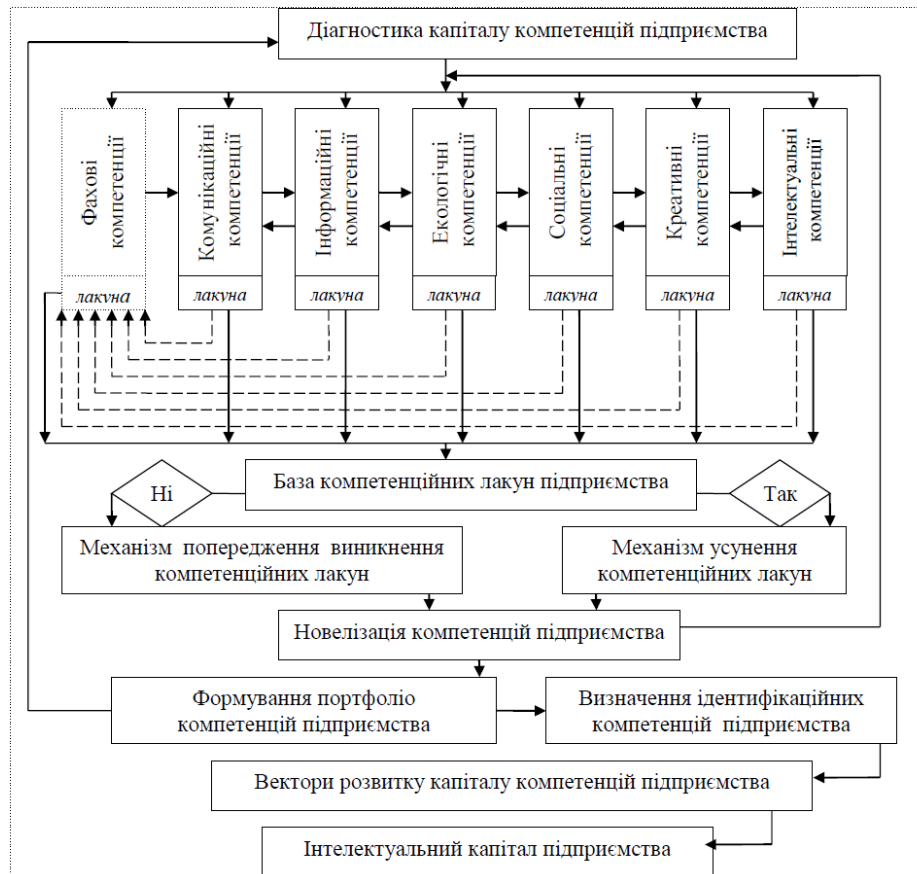 Діагностика капіталу компетенцій підприємства
Фахові
компетенції
Комунікаційні
компетенції
Інформаційні
компетенції
Екологічні
компетенції
Соціальні
компетенції
Креативні
компетенції
Інтелектуальні
компетенції
лакуна
лакуна
лакуна
лакуна
лакуна
лакуна
лакуна
База компетенційних лакун підприємства
Ні
Так
Механізм попередження виникнення
компетенційних лакун
Механізм усунення
компетенційних лакун
Новелізація компетенцій підприємства
Формування портфоліо
компетенцій підприємства
Визначення ідентифікаційних
компетенцій підприємства
Вектори розвитку капіталу компетенцій підприємства
Інтелектуальний капітал підприємства